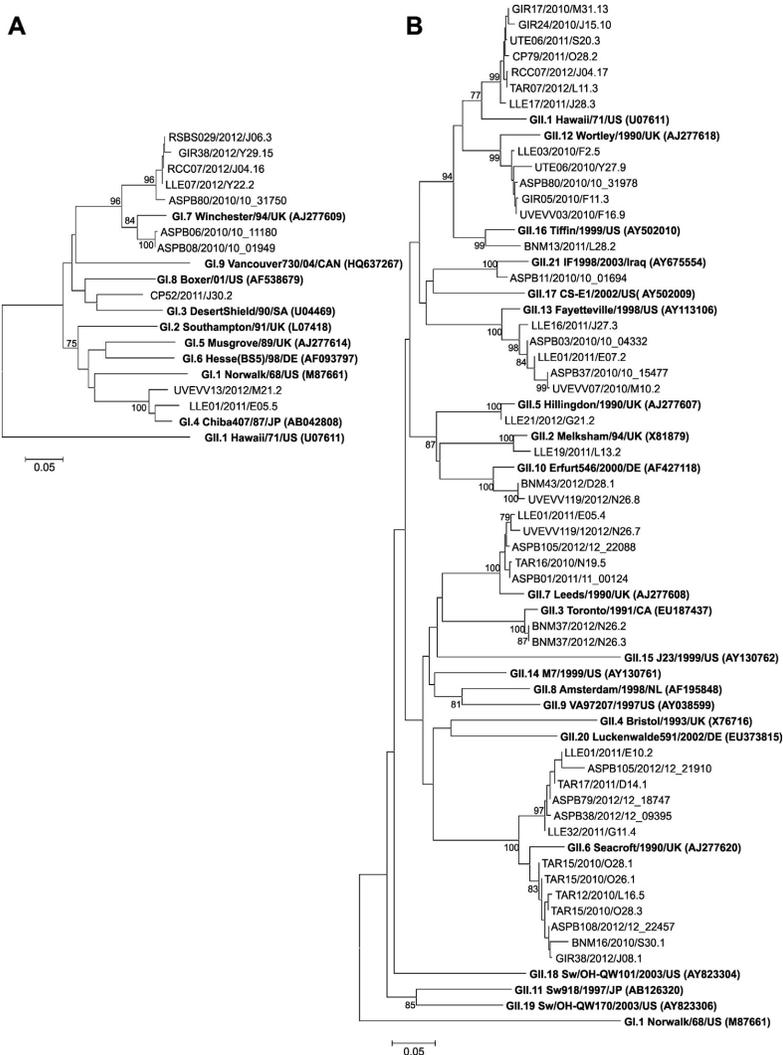 A
RSBS029/2012/J06.3
GIR38/2012/Y29.15
RCC07/2012/J04.16
96
LLE07/2012/Y22.2
ASPB80/2010/10_31750
96
GI.7 Winchester/94/UK (AJ277609)
84
ASPB06/2010/10_11180
100
ASPB08/2010/10_01949
GI.9 Vancouver730/04/CAN (HQ637267)
GI.8 Boxer/01/US (AF538679)
CP52/2011/J30.2
GI.3 DesertShield/90/SA (U04469)
GI.2 Southampton/91/UK (L07418)
75
GI.5 Musgrove/89/UK (AJ277614)
GI.6 Hesse(BS5)/98/DE (AF093797)
GI.1 Norwalk/68/US (M87661)
UVEVV13/2012/M21.2
100
LLE01/2011/E05.5
GI.4 Chiba407/87/JP (AB042808)
GII.1 Hawaii/71/US (U07611)
0.05
B
GIR17/2010/M31.13
GIR24/2010/J15.10
UTE06/2011/S20.3
CP79/2011/O28.2
99
RCC07/2012/J04.17
TAR07/2012/L11.3
77
LLE17/2011/J28.3
GII.1 Hawaii/71/US (U07611)
GII.12 Wortley/1990/UK (AJ277618)
99
LLE03/2010/F2.5
UTE06/2010/Y27.9
94
ASPB80/2010/10_31978
GIR05/2010/F11.3
UVEVV03/2010/F16.9
GII.16 Tiffin/1999/US (AY502010)
99
BNM13/2011/L28.2
GII.21 IF1998/2003/Iraq (AY675554)
100
ASPB11/2010/10_01694
GII.17 CS-E1/2002/US( AY502009)
GII.13 Fayetteville/1998/US (AY113106)
100
LLE16/2011/J27.3
98
ASPB03/2010/10_04332
84
LLE01/2011/E07.2
ASPB37/2010/10_15477
99
UVEVV07/2010/M10.2
GII.5 Hillingdon/1990/UK (AJ277607)
100
LLE21/2012/G21.2
87
GII.2 Melksham/94/UK (X81879)
100
LLE19/2011/L13.2
GII.10 Erfurt546/2000/DE (AF427118)
100
BNM43/2012/D28.1
100
UVEVV119/2012/N26.8
79
LLE01/2011/E05.4
UVEVV119/12012/N26.7
ASPB105/2012/12_22088
100
TAR16/2010/N19.5
ASPB01/2011/11_00124
GII.7 Leeds/1990/UK (AJ277608)
GII.3 Toronto/1991/CA (EU187437)
100
BNM37/2012/N26.2
87
BNM37/2012/N26.3
GII.15 J23/1999/US (AY130762)
GII.14 M7/1999/US (AY130761)
GII.8 Amsterdam/1998/NL (AF195848)
81
GII.9 VA97207/1997US (AY038599)
GII.4 Bristol/1993/UK (X76716)
GII.20 Luckenwalde591/2002/DE (EU373815)
LLE01/2011/E10.2
ASPB105/2012/12_21910
TAR17/2011/D14.1
ASPB79/2012/12_18747
97
ASPB38/2012/12_09395
LLE32/2011/G11.4
100
GII.6 Seacroft/1990/UK (AJ277620)
TAR15/2010/O28.1
TAR15/2010/O26.1
83
TAR12/2010/L16.5
TAR15/2010/O28.3
ASPB108/2012/12_22457
BNM16/2010/S30.1
GIR38/2012/J08.1
GII.18 Sw/OH-QW101/2003/US (AY823304)
GII.11 Sw918/1997/JP (AB126320)
85
GII.19 Sw/OH-QW170/2003/US (AY823306)
GI.1 Norwalk/68/US (M87661)
0.05